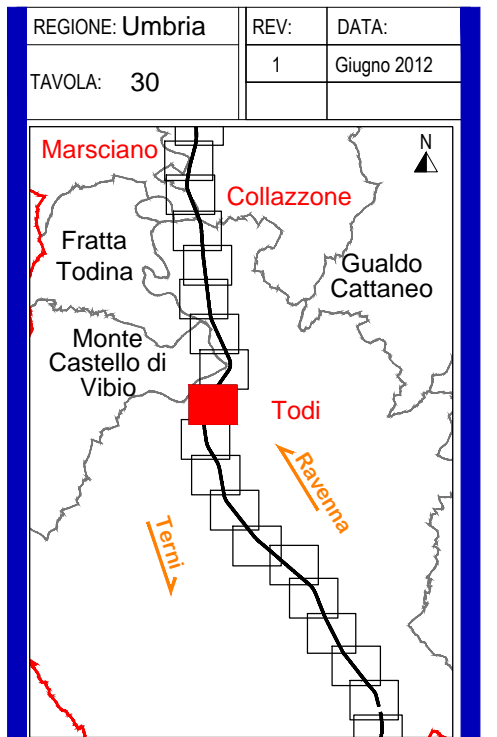 REGIONE: Umbria
REV:
DATA:
TAVOLA: 30
1
Giugno 2012
N
Marsciano
Collazzone
Fratta
Todina
Gualdo
Cattaneo
Monte
Castello di
Vibio
Todi
Ravenna
Terni